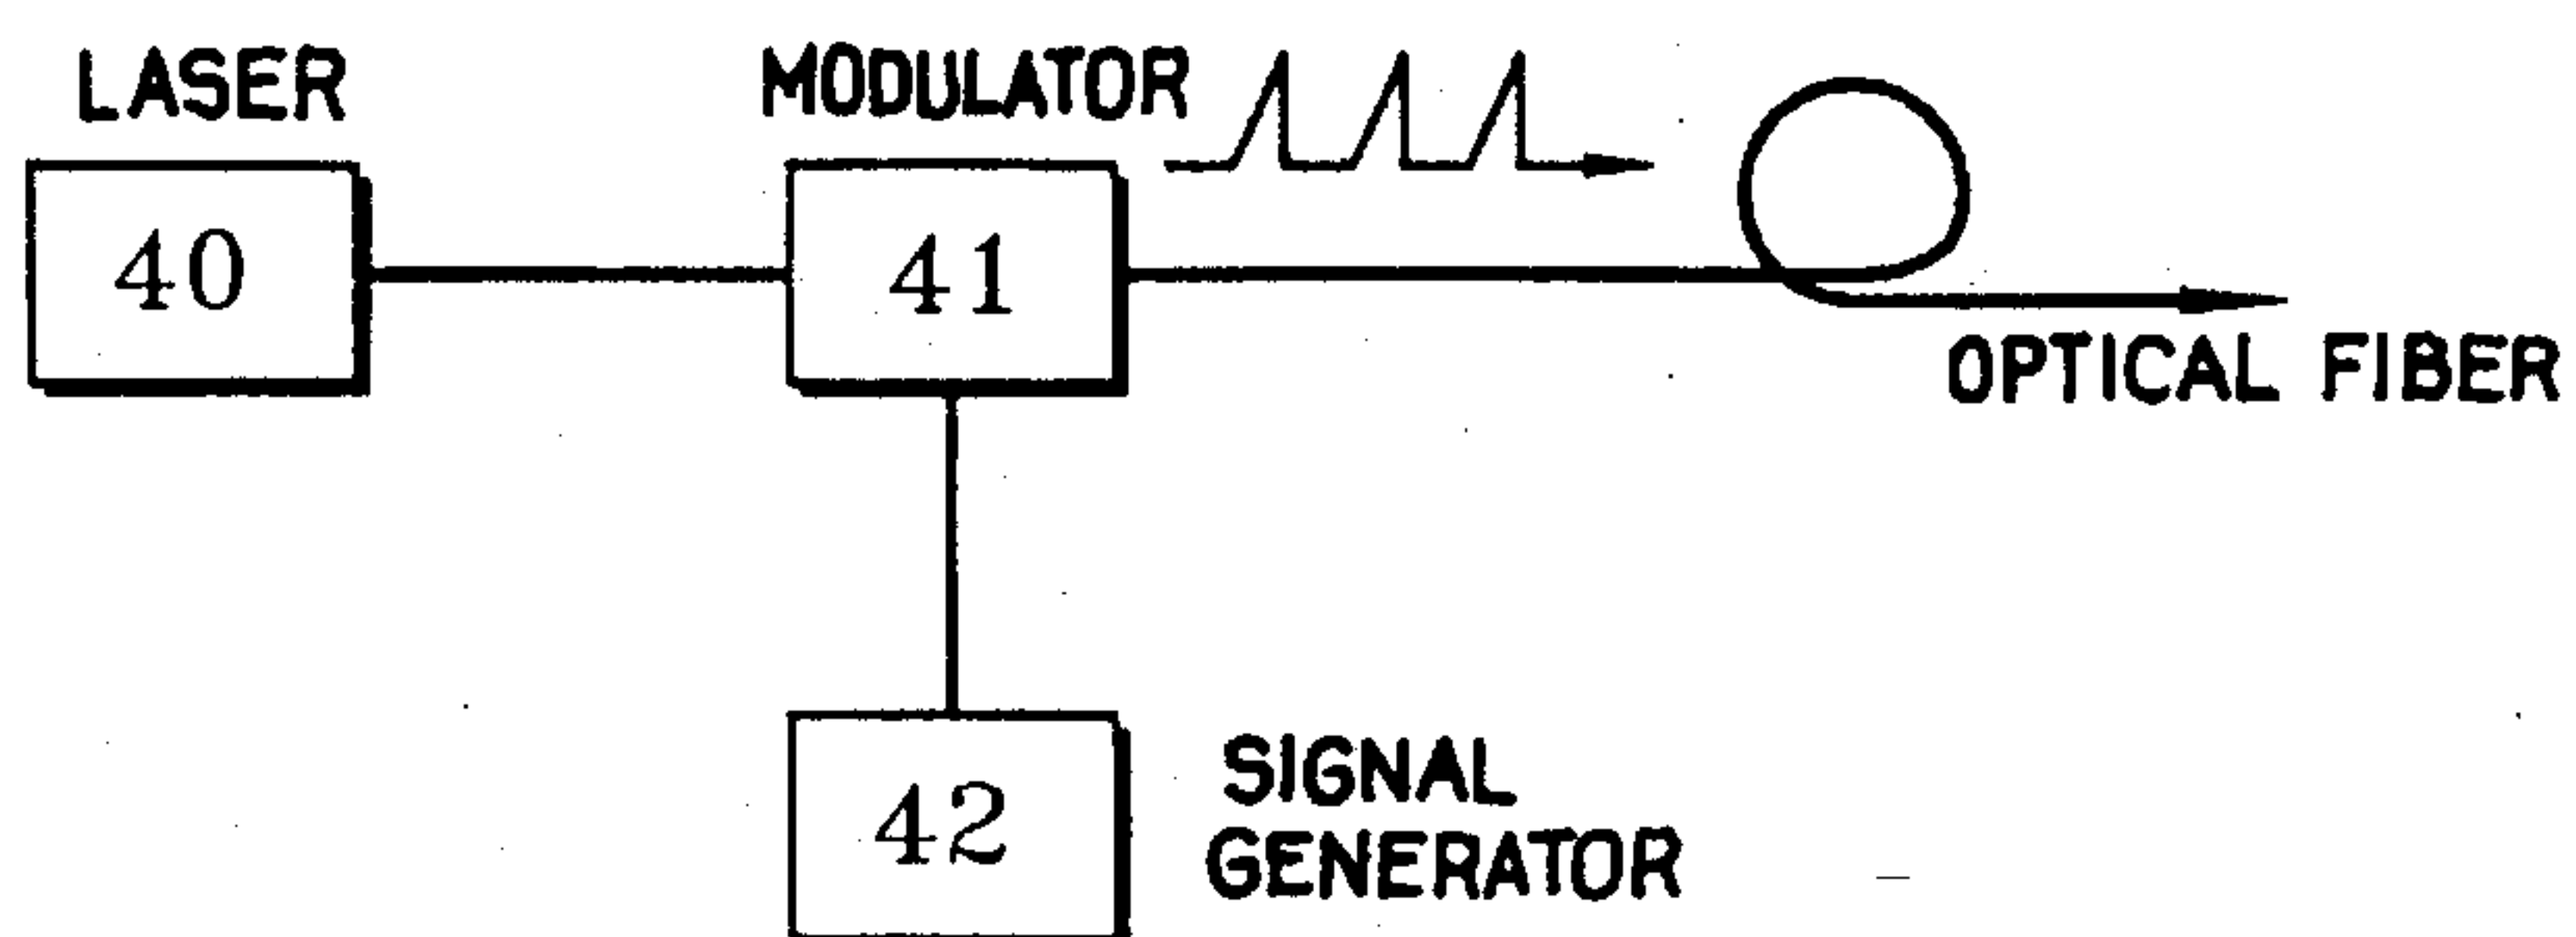 LASER
MODULATOR
40
41
OPTICAL FIBER
42
SIGNAL
GENERATOR